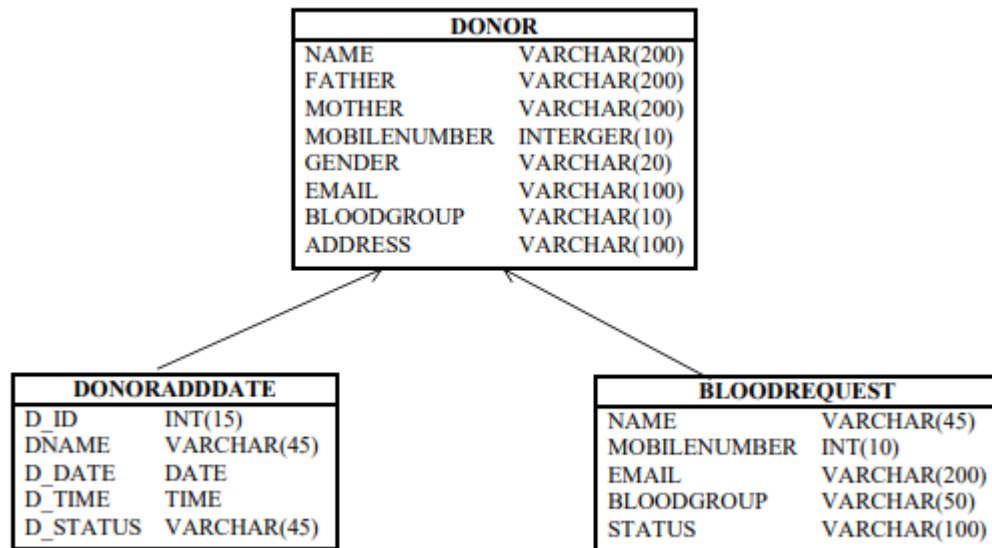 DONOR
NAME VARCHAR(200)
FATHER VARCHAR(200)
MOTHER VARCHAR(200)
MOBILENUMBER INTERGER(10)
GENDER VARCHAR(20)
EMAIL VARCHAR(100)
BLOODGROUP VARCHAR(10)
ADDRESS VARCHAR(100)
DONORADDDATE
D_ID INT(15)
DNAME VARCHAR(45)
D_DATE DATE
D_TIME TIME
D_STATUS VARCHAR(45)
BLOODREQUEST
NAME VARCHAR(45)
MOBILENUMBER INT(10)
EMAIL VARCHAR(200)
BLOODGROUP VARCHAR(50)
STATUS VARCHAR(100)